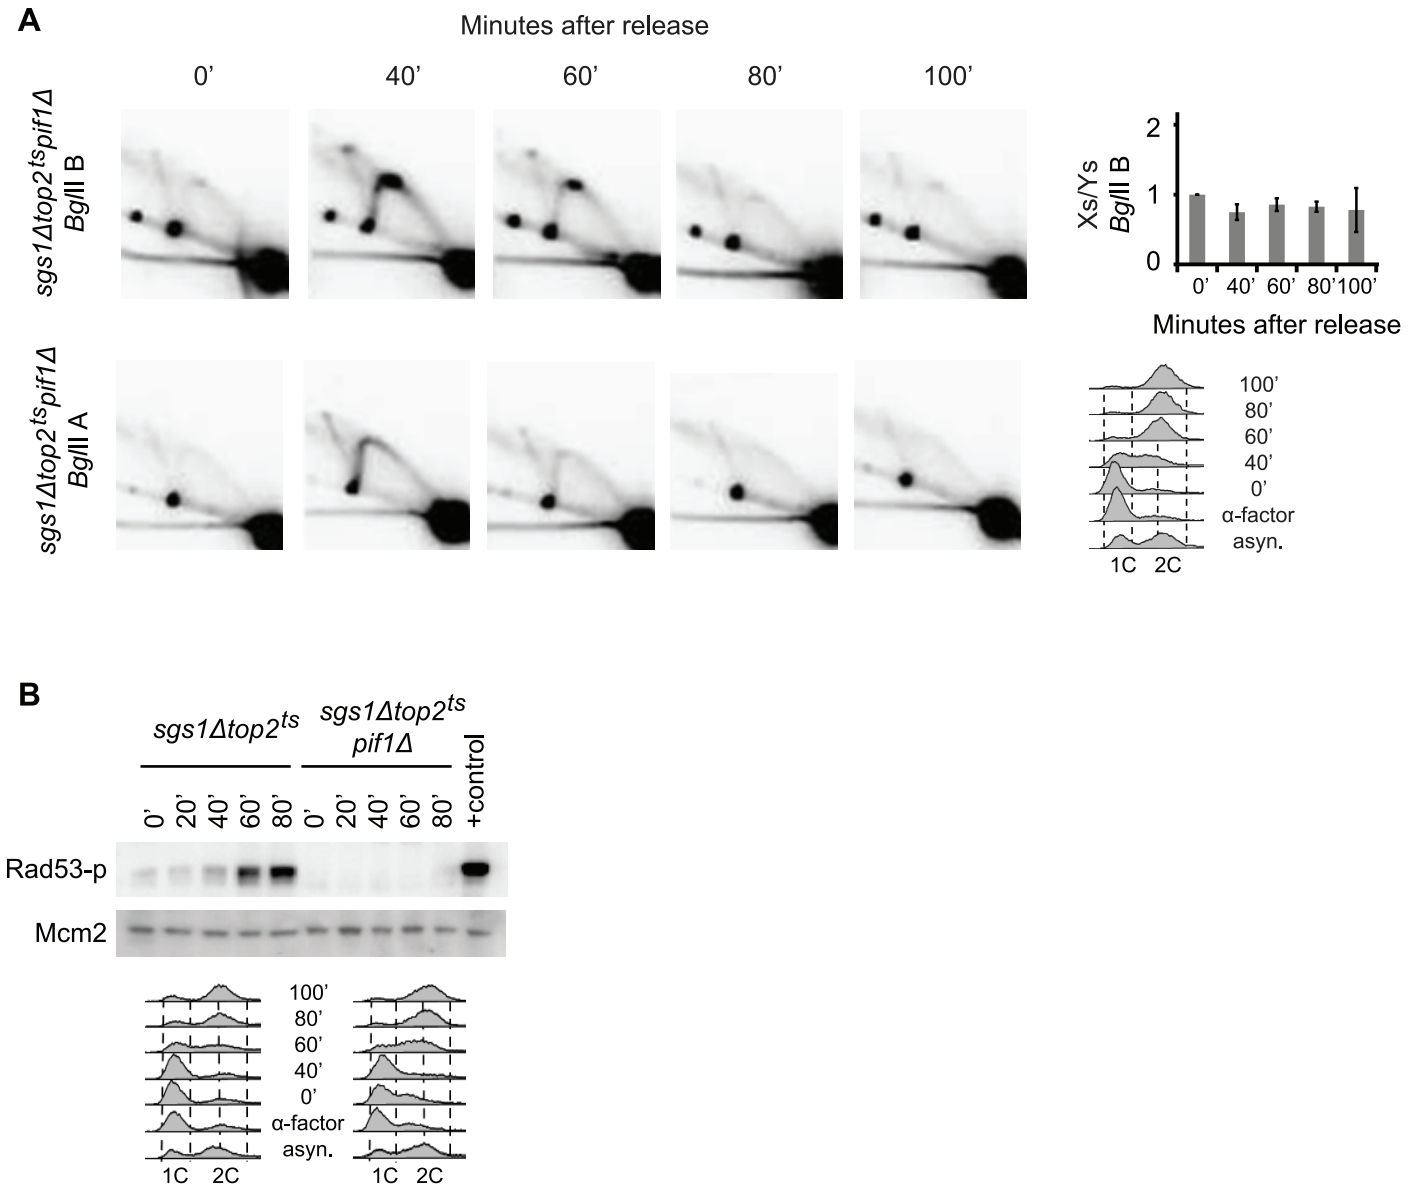 A
Minutes after release
0’ 40’ 60’ 80’ 100’
sgs1Δtop2ᵗˢpif1Δ
BglII B
sgs1Δtop2ᵗˢpif1Δ
BglII A
Xs/Ys
BglII B
2
1
0
0’ 40’ 60’ 80’ 100’
Minutes after release
100’
80’
60’
40’
0’
α-factor
asyn.
1C 2C
B
sgs1Δtop2ᵗˢ
sgs1Δtop2ᵗˢ
pif1Δ
0’ 20’ 40’ 60’ 80’ 0’ 20’ 40’ 60’ 80’ +control
Rad53-p
Mcm2
100’
80’
60’
40’
0’
α-factor
asyn.
1C 2C 1C 2C